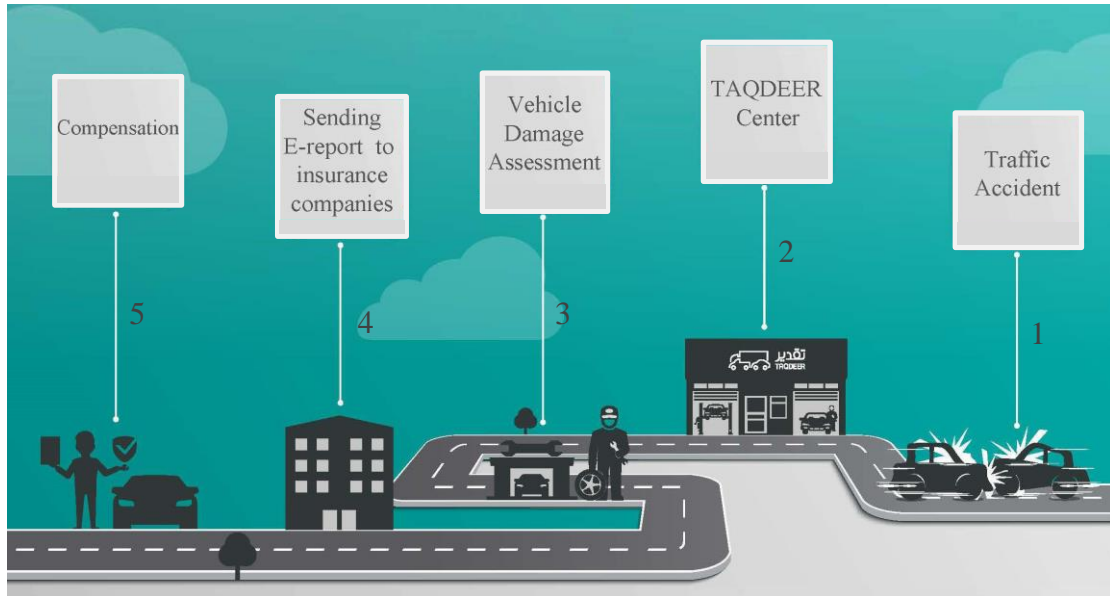 Compensation
5
Sending
E-report to
insurance
companies
4
Vehicle
Damage
Assessment
3
TAQDEER
Center
2
تقدير
TAQDEER
Traffic
Accident
1